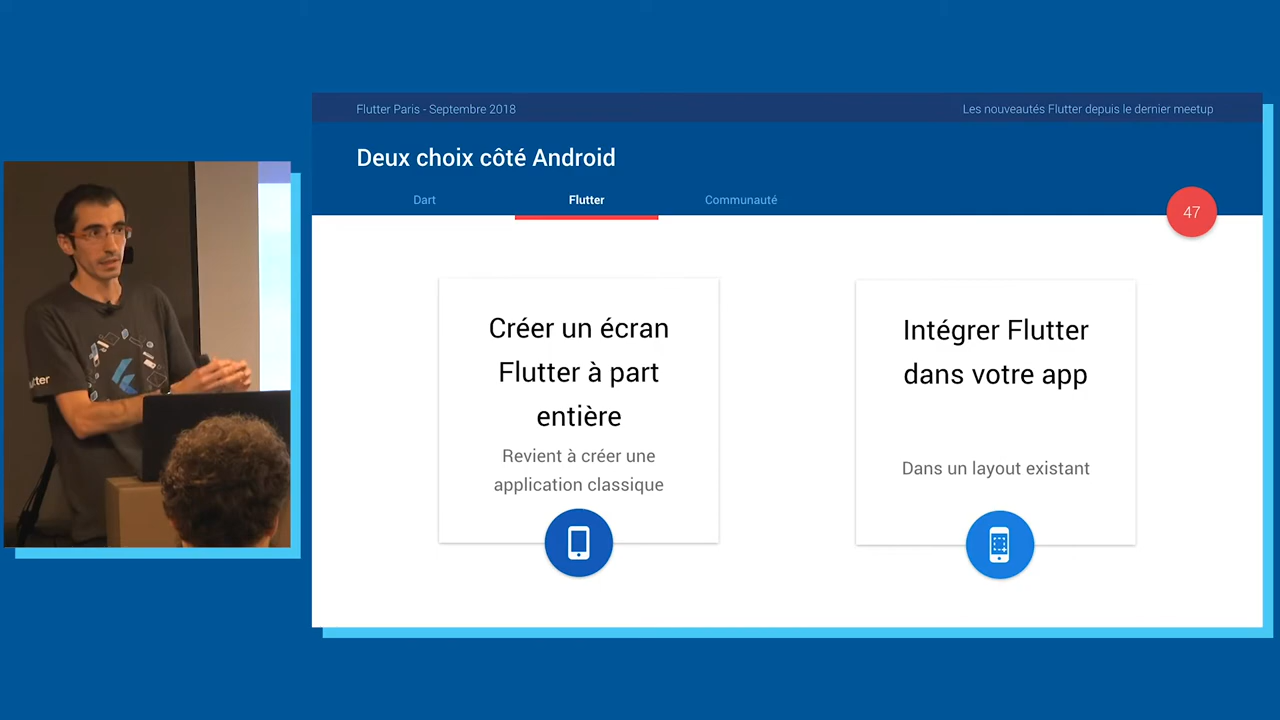 Flutter Paris - Septembre 2018
Les nouveautés Flutter depuis le dernier meetup
Deux choix côté Android
Dart
Flutter
Communauté
47
Créer un écran
Flutter à part
entière
Revient à créer une
application classique
Intégrer Flutter
dans votre app
Dans un layout existant